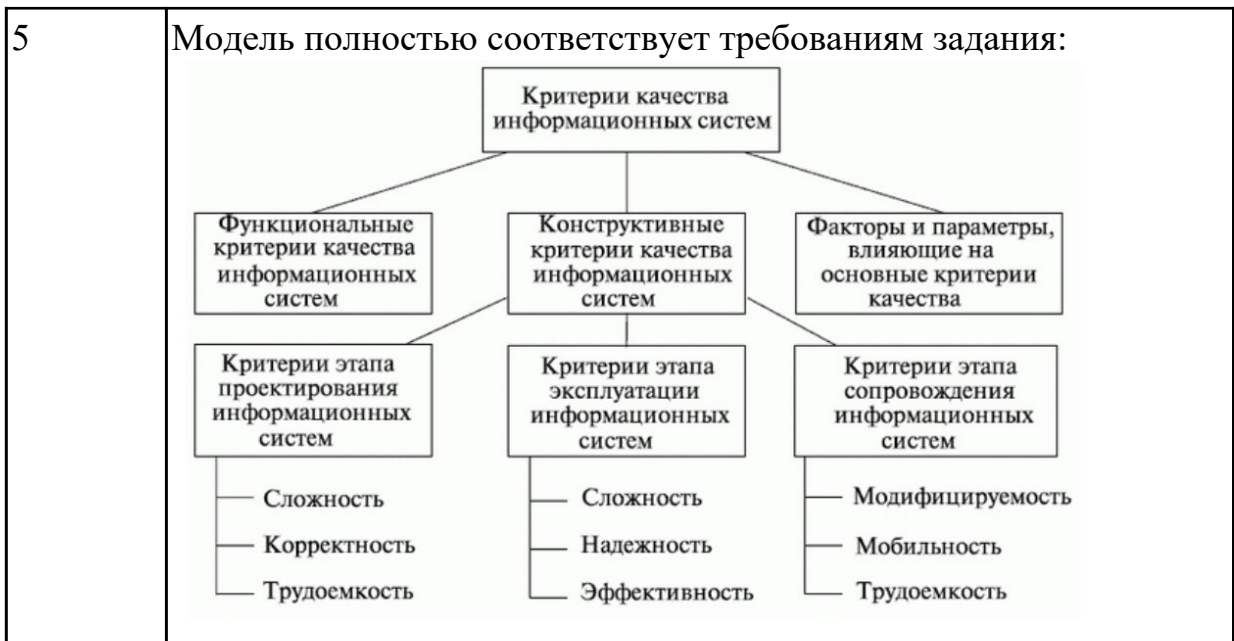 5
Модель полностью соответствует требованиям задания:
Критерии качества
информационных систем
Функциональные
критерии качества
информационных
систем
Конструктивные
критерии качества
информационных
систем
Факторы и параметры,
влияющие на
основные критерии
качества
Критерии этапа
проектирования
информационных
систем
Критерии этапа
эксплуатации
информационных
систем
Критерии этапа
сопровождения
информационных
систем
Сложность
Корректность
Трудоемкость
Сложность
Надежность
Эффективность
Модифицируемость
Мобильность
Трудоемкость